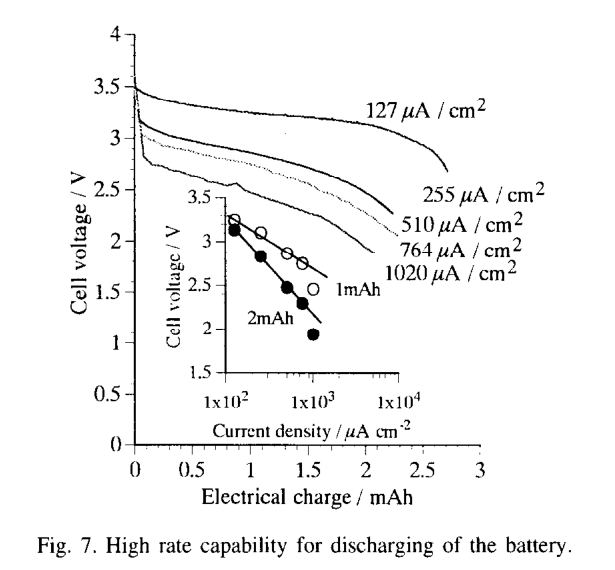 4
3.5
3
2.5
2
1.5
1
0.5
0
Cell voltage / V
0
0.5
1
1.5
2
2.5
3
Electrical charge / mAh
127 μA / cm²
255 μA / cm²
510 μA / cm²
764 μA / cm²
1020 μA / cm²
3.5
3
2.5
2
1.5
Cell voltage / V
1mAh
2mAh
1x10²
1x10³
1x10⁴
Current density / μA cm⁻²
Fig. 7. High rate capability for discharging of the battery.